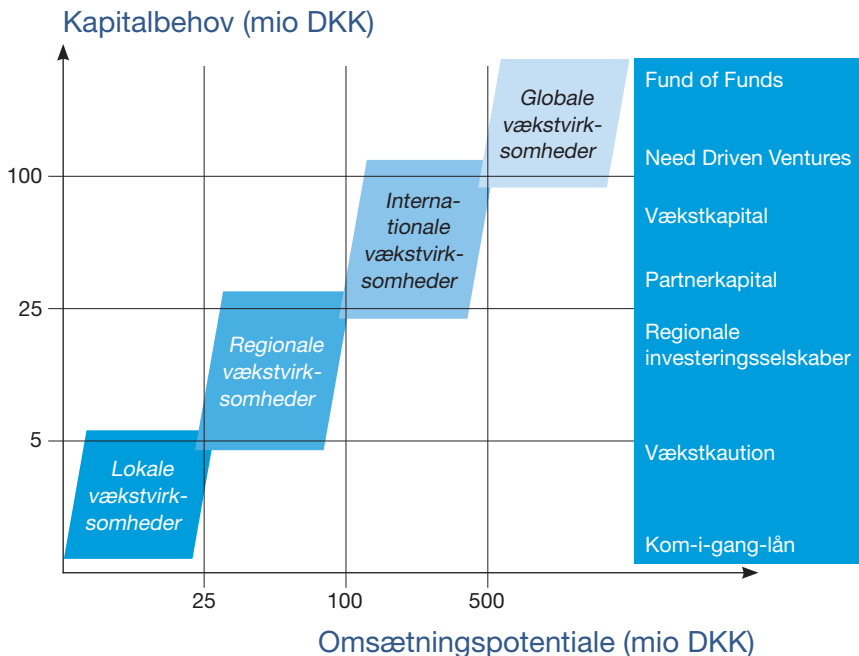 Kapitalbehov (mio DKK)
100
25
5
Globale
vækstvirk-
somheder
Interna-
tionale
vækstvirk-
somheder
Regionale
vækstvirk-
somheder
Lokale
vækstvirk-
somheder
Fund of Funds
Need Driven Ventures
Vækstkapital
Partnerkapital
Regionale
investeringsselskaber
Vækstkaution
Kom-i-gang-lån
25
100
500
Omsætningspotentiale (mio DKK)